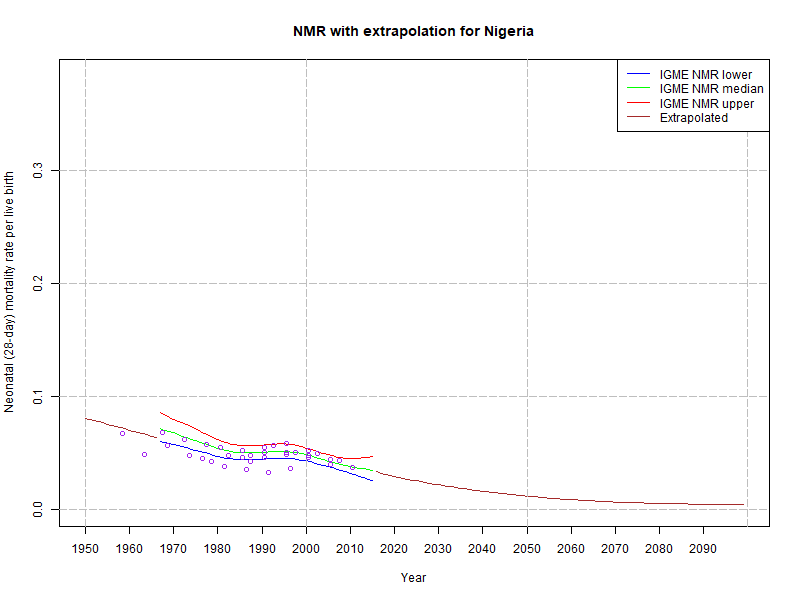 NMR with extrapolation for Nigeria
IGME NMR lower
IGME NMR median
IGME NMR upper
Extrapolated
Neonatal (28-day) mortality rate per live birth
0.3
0.2
0.1
0.0
1950 1960 1970 1980 1990 2000 2010 2020 2030 2040 2050 2060 2070 2080 2090
Year